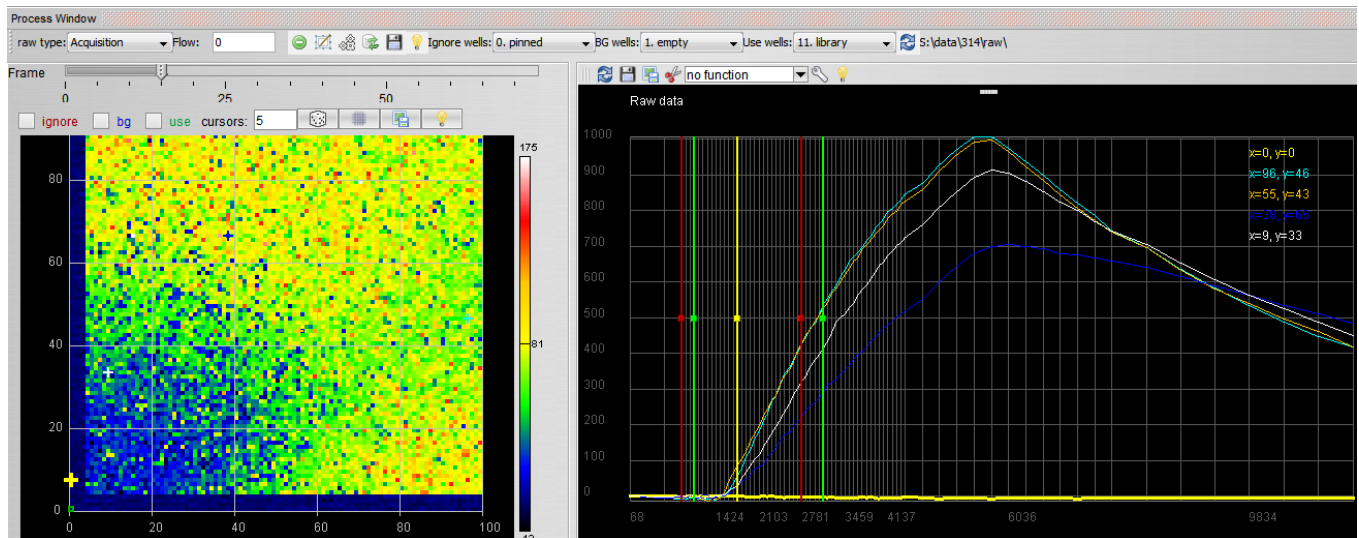 Process Window
raw type: Acquisition Flow: 0 Ignore wells: 0. pinned BG wells: 1. empty Use wells: 11. library S:\data\314\raw\
Frame
0 25 50
ignore bg use cursors: 5
175
80
60
40
20
0
81
0 20 40 60 80 100
no function
Raw data
1000
900
800
700
600
500
400
300
200
100
0
x=0, y=0
x=96, y=46
x=55, y=43
x=38, y=66
x=9, y=33
68 1424 2103 2781 3459 4137 6036 9834